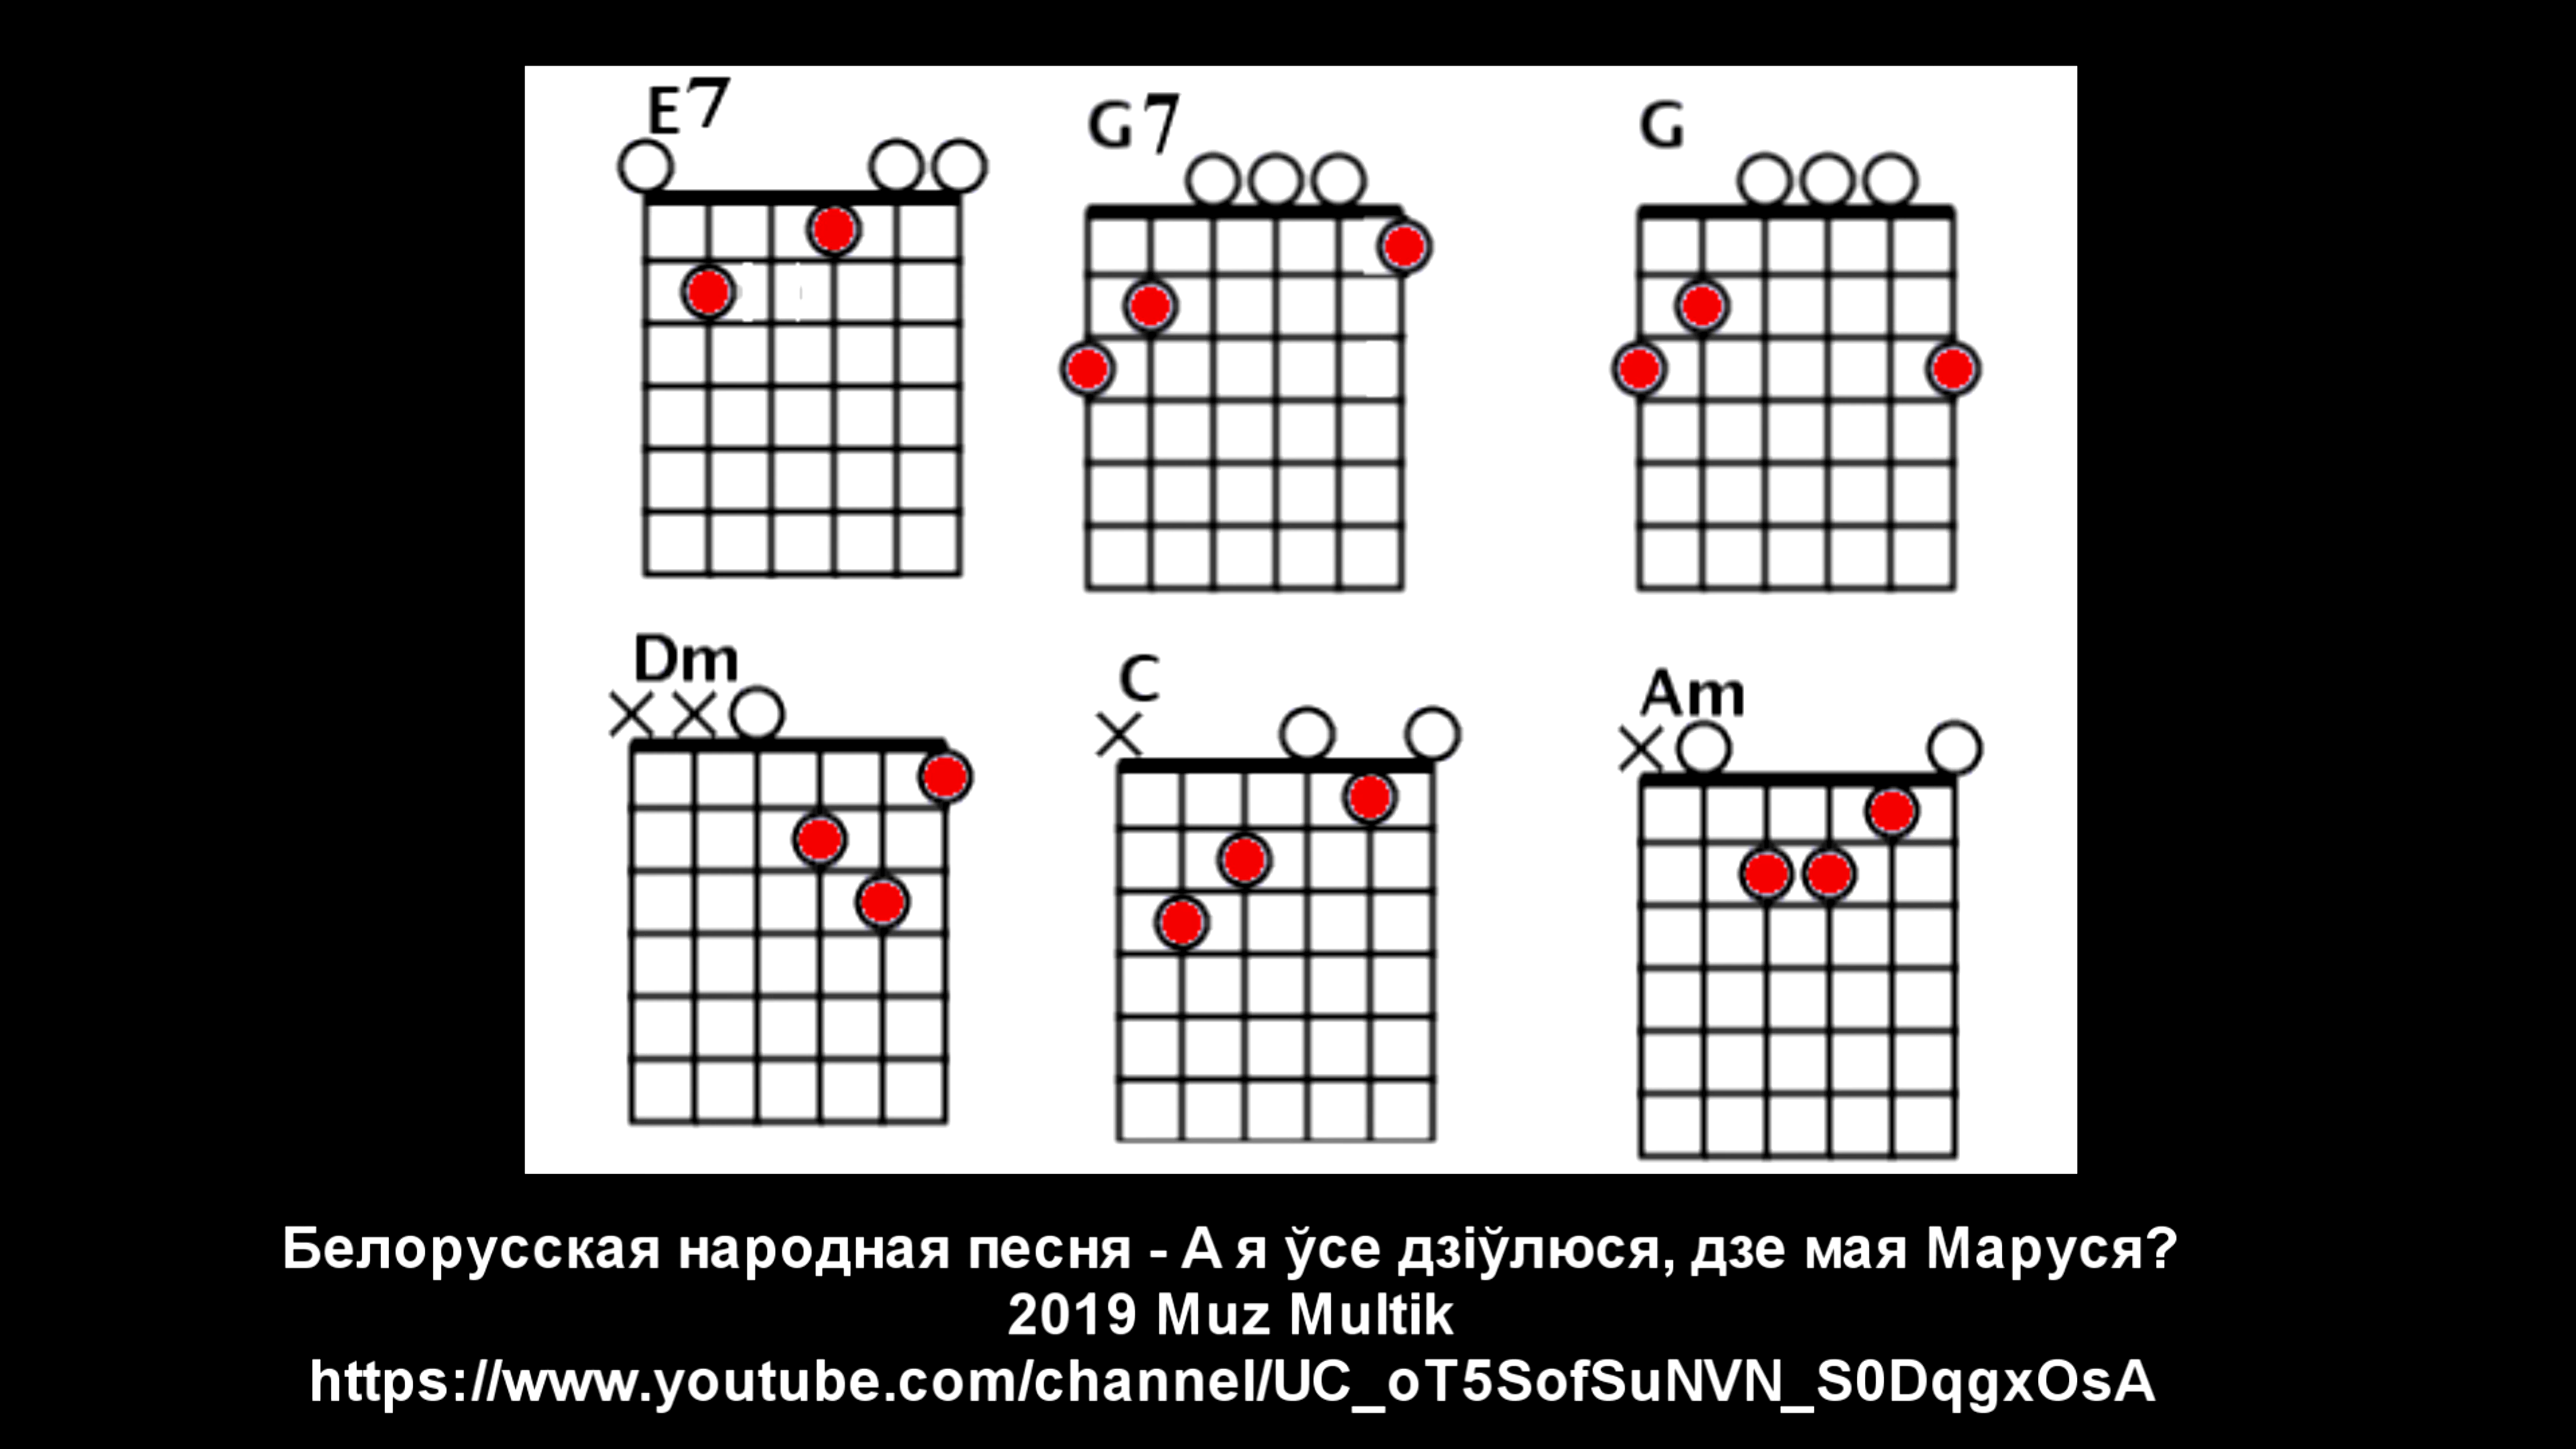 E7
G7
G
Dm
C
Am
Белорусская народная песня - А я ўсе дзіўлюся, дзе мая Маруся?
2019 Muz Multik
https://www.youtube.com/channel/UC_oT5SofSuNVN_S0DqgxOsA